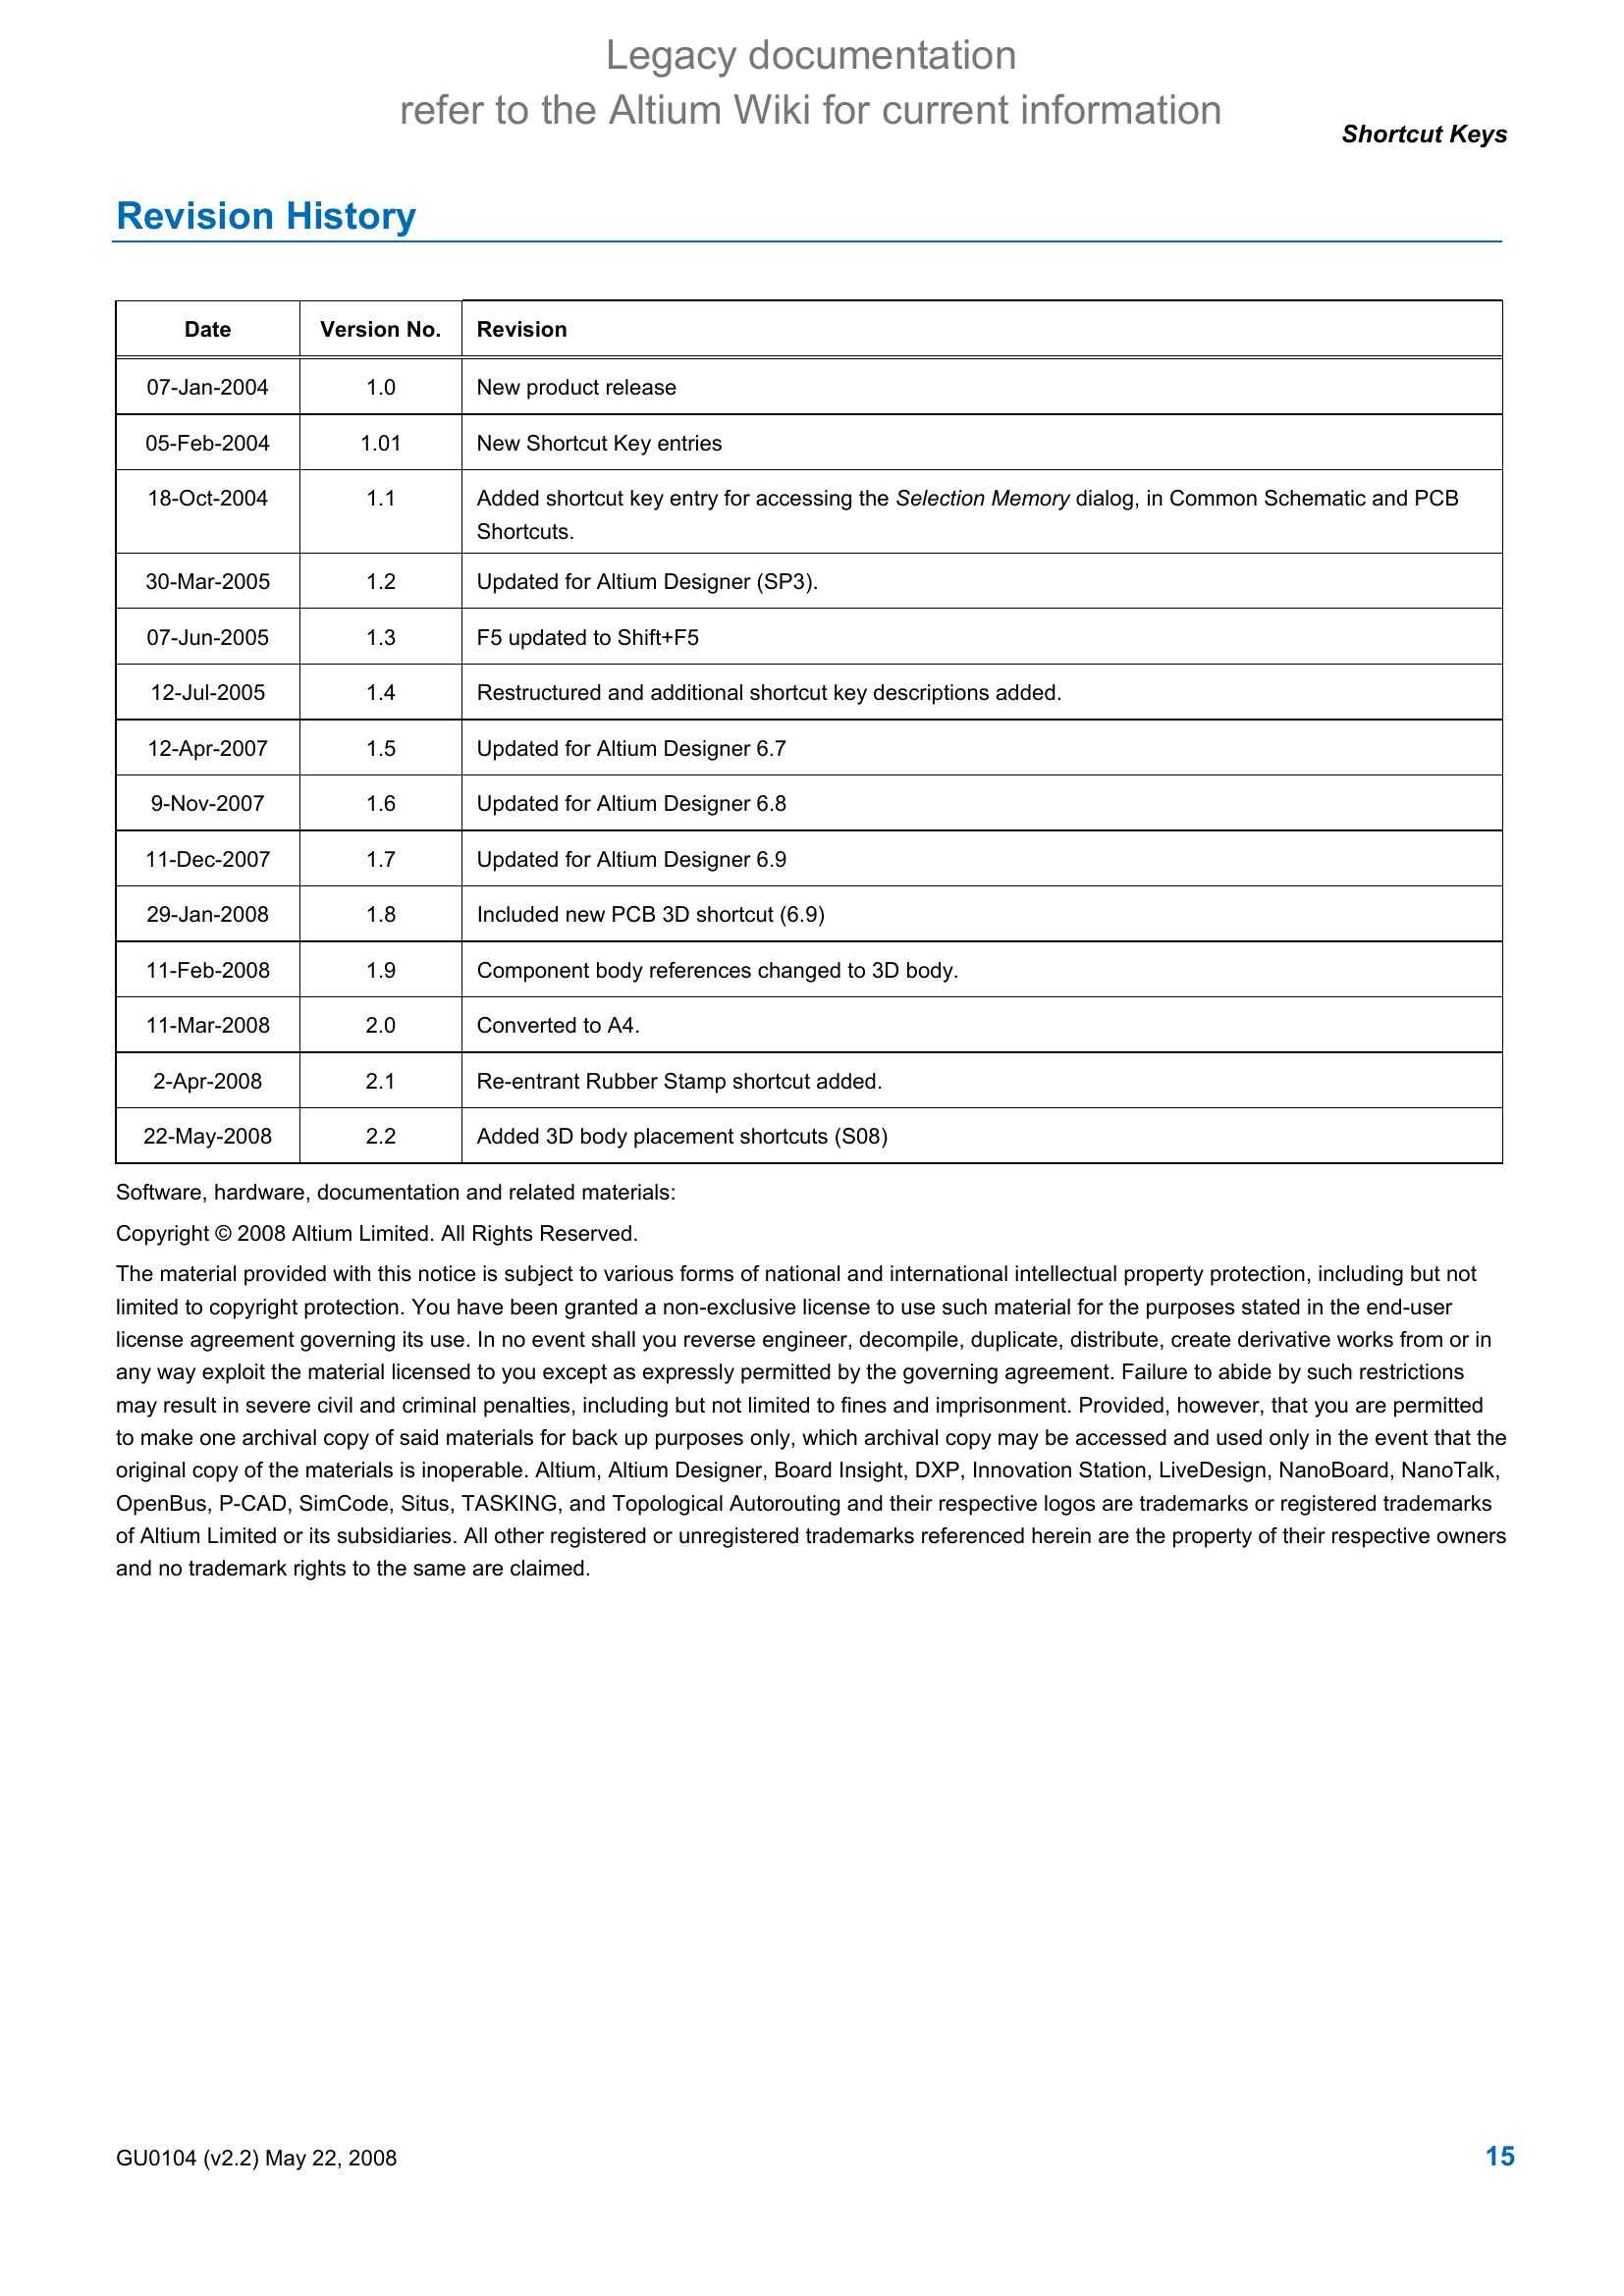 Legacy documentation
refer to the Altium Wiki for current information
Shortcut Keys
Revision History
Date Version No. Revision
07-Jan-2004 1.0 New product release
05-Feb-2004 1.01 New Shortcut Key entries
18-Oct-2004 1.1 Added shortcut key entry for accessing the Selection Memory dialog, in Common Schematic and PCB
Shortcuts.
30-Mar-2005 1.2 Updated for Altium Designer (SP3).
07-Jun-2005 1.3 F5 updated to Shift+F5
12-Jul-2005 1.4 Restructured and additional shortcut key descriptions added.
12-Apr-2007 1.5 Updated for Altium Designer 6.7
9-Nov-2007 1.6 Updated for Altium Designer 6.8
11-Dec-2007 1.7 Updated for Altium Designer 6.9
29-Jan-2008 1.8 Included new PCB 3D shortcut (6.9)
11-Feb-2008 1.9 Component body references changed to 3D body.
11-Mar-2008 2.0 Converted to A4.
2-Apr-2008 2.1 Re-entrant Rubber Stamp shortcut added.
22-May-2008 2.2 Added 3D body placement shortcuts (S08)
Software, hardware, documentation and related materials:
Copyright © 2008 Altium Limited. All Rights Reserved.
The material provided with this notice is subject to various forms of national and international intellectual property protection, including but not
limited to copyright protection. You have been granted a non-exclusive license to use such material for the purposes stated in the end-user
license agreement governing its use. In no event shall you reverse engineer, decompile, duplicate, distribute, create derivative works from or in
any way exploit the material licensed to you except as expressly permitted by the governing agreement. Failure to abide by such restrictions
may result in severe civil and criminal penalties, including but not limited to fines and imprisonment. Provided, however, that you are permitted
to make one archival copy of said materials for back up purposes only, which archival copy may be accessed and used only in the event that the
original copy of the materials is inoperable. Altium, Altium Designer, Board Insight, DXP, Innovation Station, LiveDesign, NanoBoard, NanoTalk,
OpenBus, P-CAD, SimCode, Situs, TASKING, and Topological Autorouting and their respective logos are trademarks or registered trademarks
of Altium Limited or its subsidiaries. All other registered or unregistered trademarks referenced herein are the property of their respective owners
and no trademark rights to the same are claimed.
GU0104 (v2.2) May 22, 2008 15